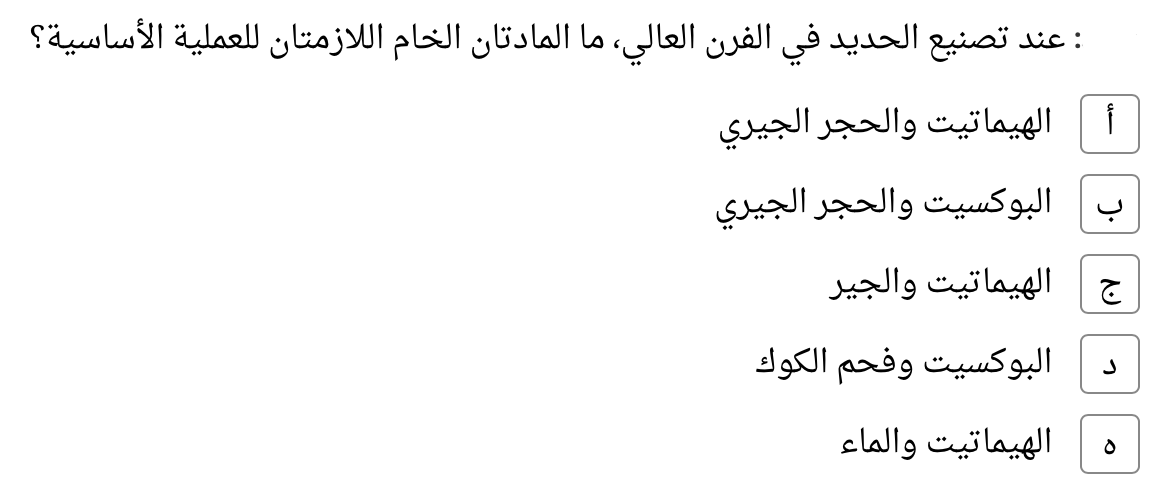 : عند تصنيع الحديد في الفرن العالي، ما المادتان الخام اللازمتان للعملية الأساسية؟
أ الهيماتيت والحجر الجيري
ب البوكسيت والحجر الجيري
ج الهيماتيت والجير
د البوكسيت وفحم الكوك
ه الهيماتيت والماء